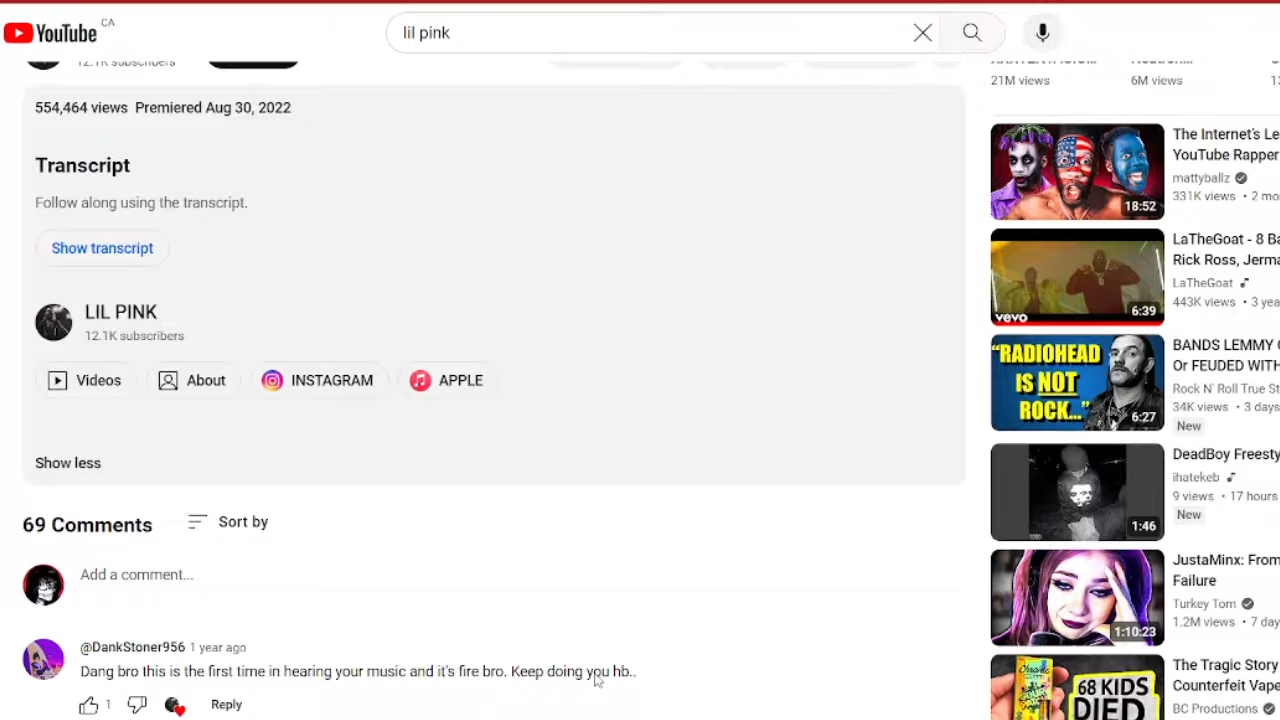 YouTube CA
lil pink
12.1K subscribers
554,464 views Premiered Aug 30, 2022
Transcript
Follow along using the transcript.
Show transcript
LIL PINK
12.1K subscribers
Videos
About
INSTAGRAM
APPLE
Show less
69 Comments
Sort by
Add a comment...
@DankStoner956 1 year ago
Dang bro this is the first time in hearing your music and it's fire bro. Keep doing you hb..
1
Reply
21M views
6M views
18:52
The Internet's Le
YouTube Rapper
mattyballz
331K views • 2 mo
vevo
6:39
LaTheGoat - 8 Ba
Rick Ross, Jerma
LaTheGoat
443K views • 3 yea
"RADIOHEAD
IS NOT
ROCK..."
6:27
BANDS LEMMY
Or FEUDED WITH
Rock N' Roll True St
34K views • 3 days
New
1:46
DeadBoy Freesty
ihatekeb
9 views • 17 hours
New
1:10:23
JustaMinx: From
Failure
Turkey Tom
1.2M views • 7 day
68 KIDS
DIED
The Tragic Story
Counterfeit Vape
BC Productions